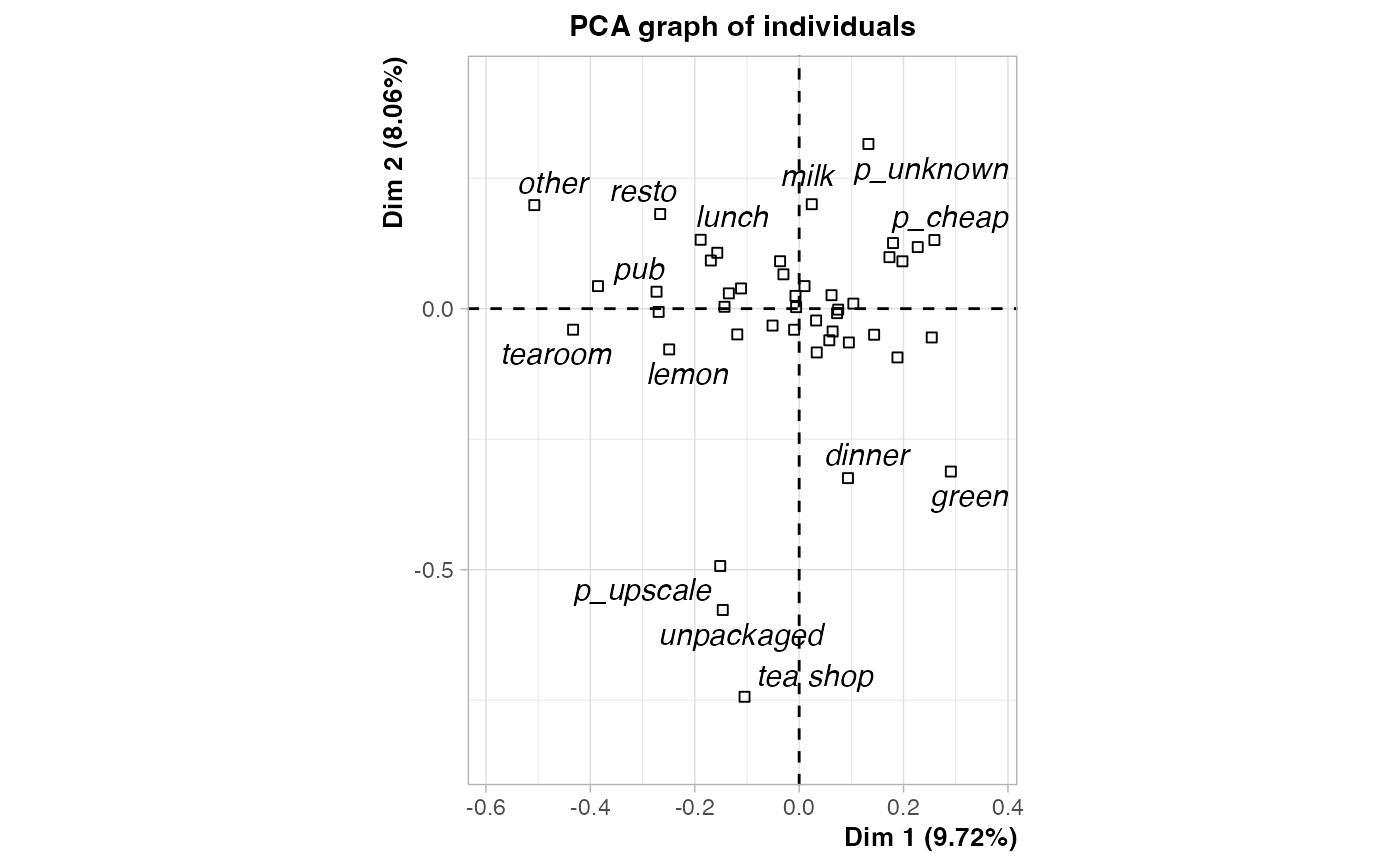 PCA graph of individuals
Dim 2 (8.06%)
milk
p_unknown
other
resto
lunch
p_cheap
pub
0.0
tearoom
lemon
dinner
green
-0.5
p_upscale
unpackaged
tea shop
-0.6 -0.4 -0.2 0.0 0.2 0.4
Dim 1 (9.72%)